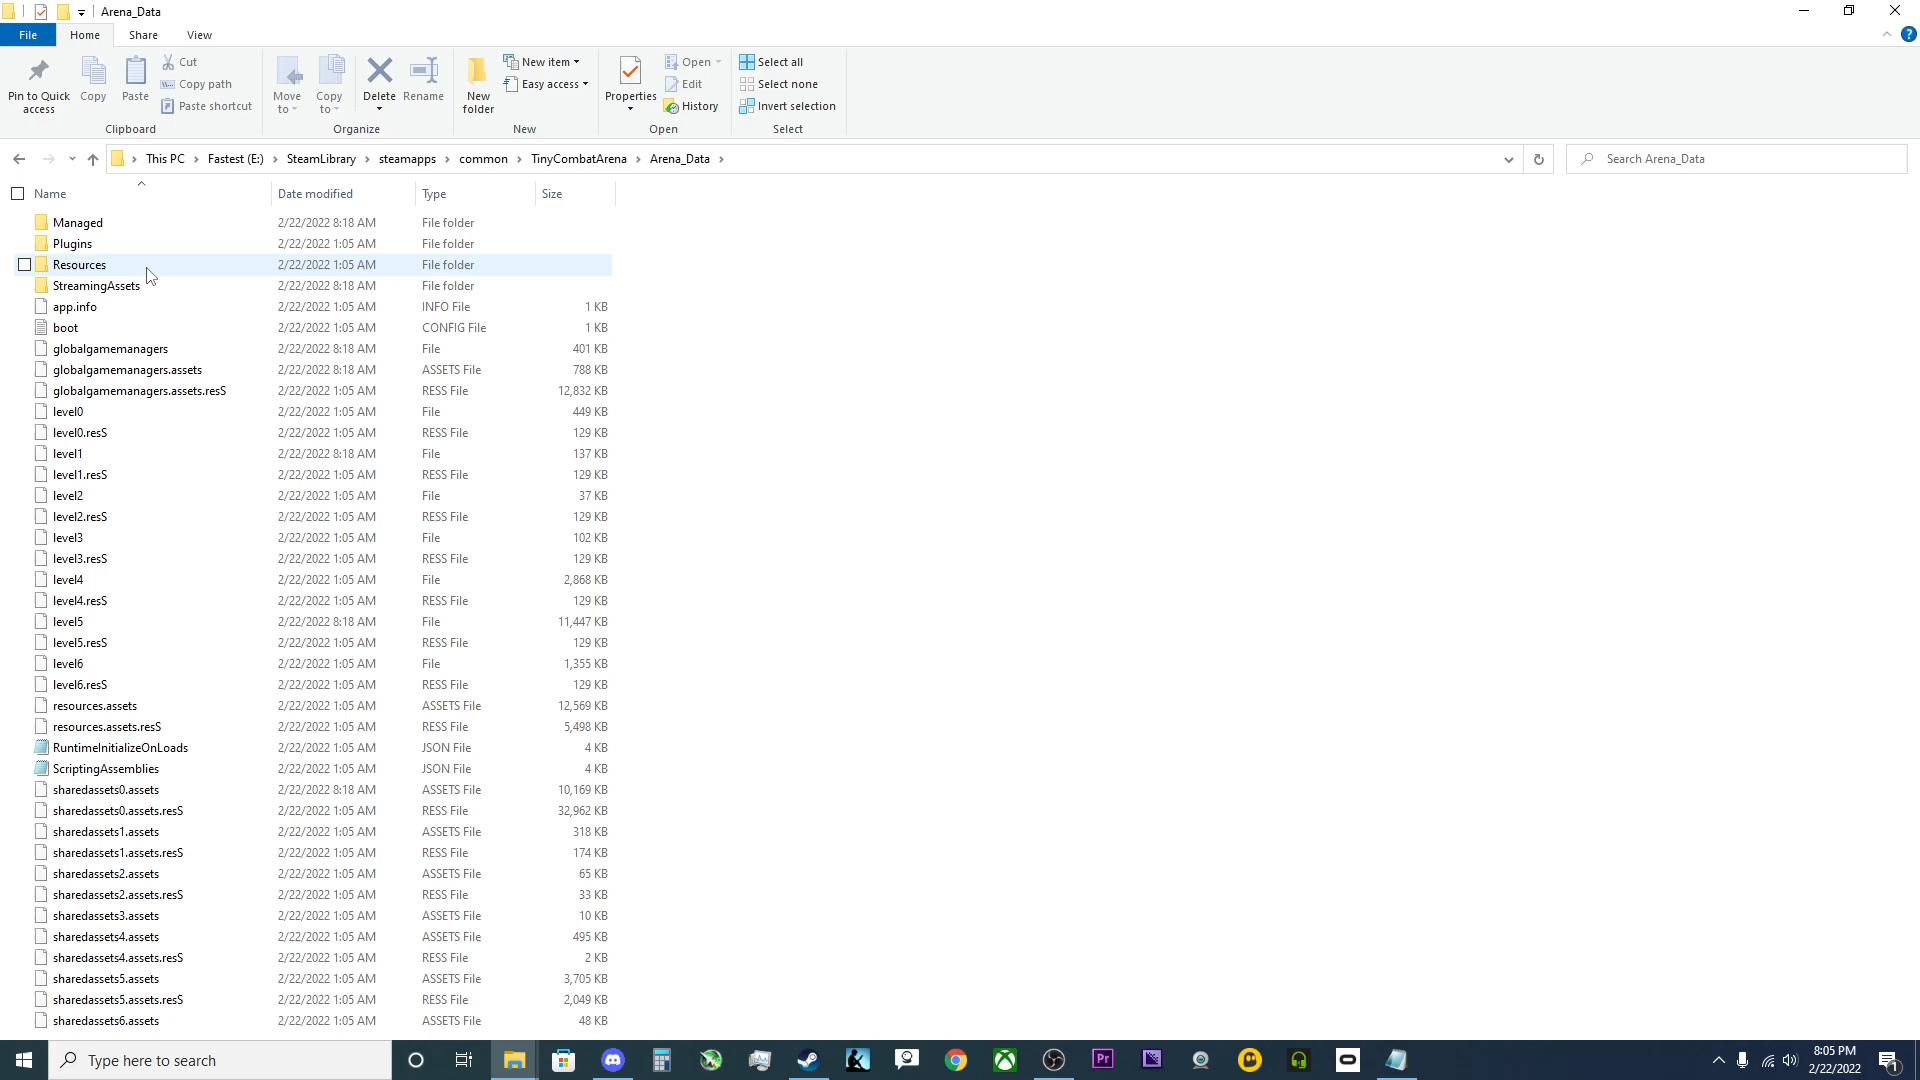 Arena_Data
File Home Share View
Pin to Quick access
Copy
Paste
Cut
Copy path
Paste shortcut
Clipboard
Move to
Copy to
Delete
Rename
Organize
New folder
New item
Easy access
New
Properties
Open
Edit
History
Open
Select all
Select none
Invert selection
Select
This PC > Fastest (E:) > SteamLibrary > steamapps > common > TinyCombatArena > Arena_Data >
Search Arena_Data
Name Date modified Type Size
Managed 2/22/2022 8:18 AM File folder
Plugins 2/22/2022 1:05 AM File folder
Resources 2/22/2022 1:05 AM File folder
StreamingAssets 2/22/2022 8:18 AM File folder
app.info 2/22/2022 1:05 AM INFO File 1 KB
boot 2/22/2022 1:05 AM CONFIG File 1 KB
globalgamemanagers 2/22/2022 8:18 AM File 401 KB
globalgamemanagers.assets 2/22/2022 8:18 AM ASSETS File 788 KB
globalgamemanagers.assets.resS 2/22/2022 1:05 AM RESS File 12,832 KB
level0 2/22/2022 1:05 AM File 449 KB
level0.resS 2/22/2022 1:05 AM RESS File 129 KB
level1 2/22/2022 8:18 AM File 137 KB
level1.resS 2/22/2022 1:05 AM RESS File 129 KB
level2 2/22/2022 1:05 AM File 37 KB
level2.resS 2/22/2022 1:05 AM RESS File 129 KB
level3 2/22/2022 1:05 AM File 102 KB
level3.resS 2/22/2022 1:05 AM RESS File 129 KB
level4 2/22/2022 1:05 AM File 2,868 KB
level4.resS 2/22/2022 1:05 AM RESS File 129 KB
level5 2/22/2022 8:18 AM File 11,447 KB
level5.resS 2/22/2022 1:05 AM RESS File 129 KB
level6 2/22/2022 1:05 AM File 1,355 KB
level6.resS 2/22/2022 1:05 AM RESS File 129 KB
resources.assets 2/22/2022 1:05 AM ASSETS File 12,569 KB
resources.assets.resS 2/22/2022 1:05 AM RESS File 5,498 KB
RuntimeInitializeOnLoads 2/22/2022 1:05 AM JSON File 4 KB
ScriptingAssemblies 2/22/2022 1:05 AM JSON File 4 KB
sharedassets0.assets 2/22/2022 8:18 AM ASSETS File 10,169 KB
sharedassets0.assets.resS 2/22/2022 1:05 AM RESS File 32,962 KB
sharedassets1.assets 2/22/2022 1:05 AM ASSETS File 318 KB
sharedassets1.assets.resS 2/22/2022 1:05 AM RESS File 174 KB
sharedassets2.assets 2/22/2022 1:05 AM ASSETS File 65 KB
sharedassets2.assets.resS 2/22/2022 1:05 AM RESS File 33 KB
sharedassets3.assets 2/22/2022 1:05 AM ASSETS File 10 KB
sharedassets4.assets 2/22/2022 1:05 AM ASSETS File 495 KB
sharedassets4.assets.resS 2/22/2022 1:05 AM RESS File 2 KB
sharedassets5.assets 2/22/2022 1:05 AM ASSETS File 3,705 KB
sharedassets5.assets.resS 2/22/2022 1:05 AM RESS File 2,049 KB
sharedassets6.assets 2/22/2022 1:05 AM ASSETS File 48 KB
Type here to search
Pr
8:05 PM
2/22/2022
1